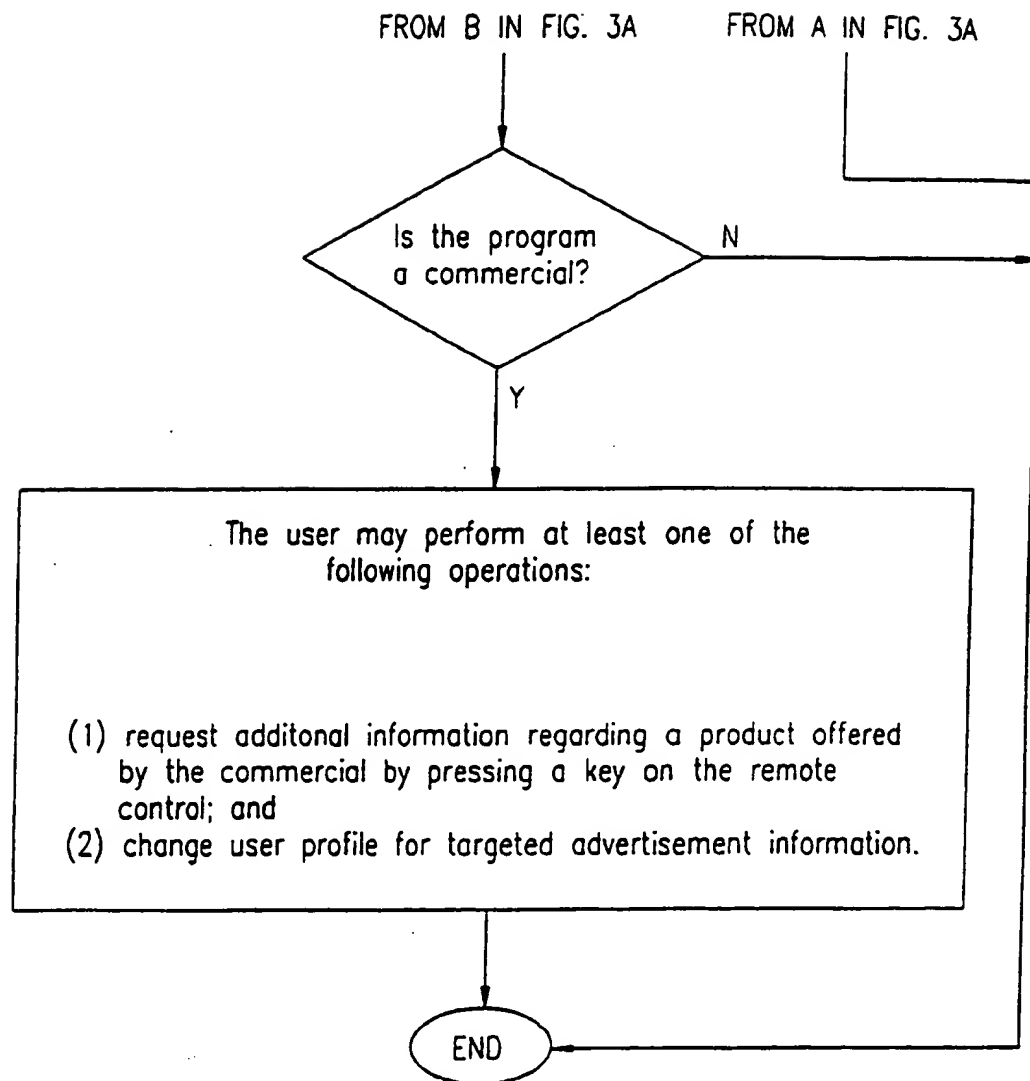 FROM B IN FIG. 3A
FROM A IN FIG. 3A
Is the program
a commercial?
N
Y
The user may perform at least one of the
following operations:
(1) request additonal information regarding a product offered
by the commercial by pressing a key on the remote
control; and
(2) change user profile for targeted advertisement information.
END